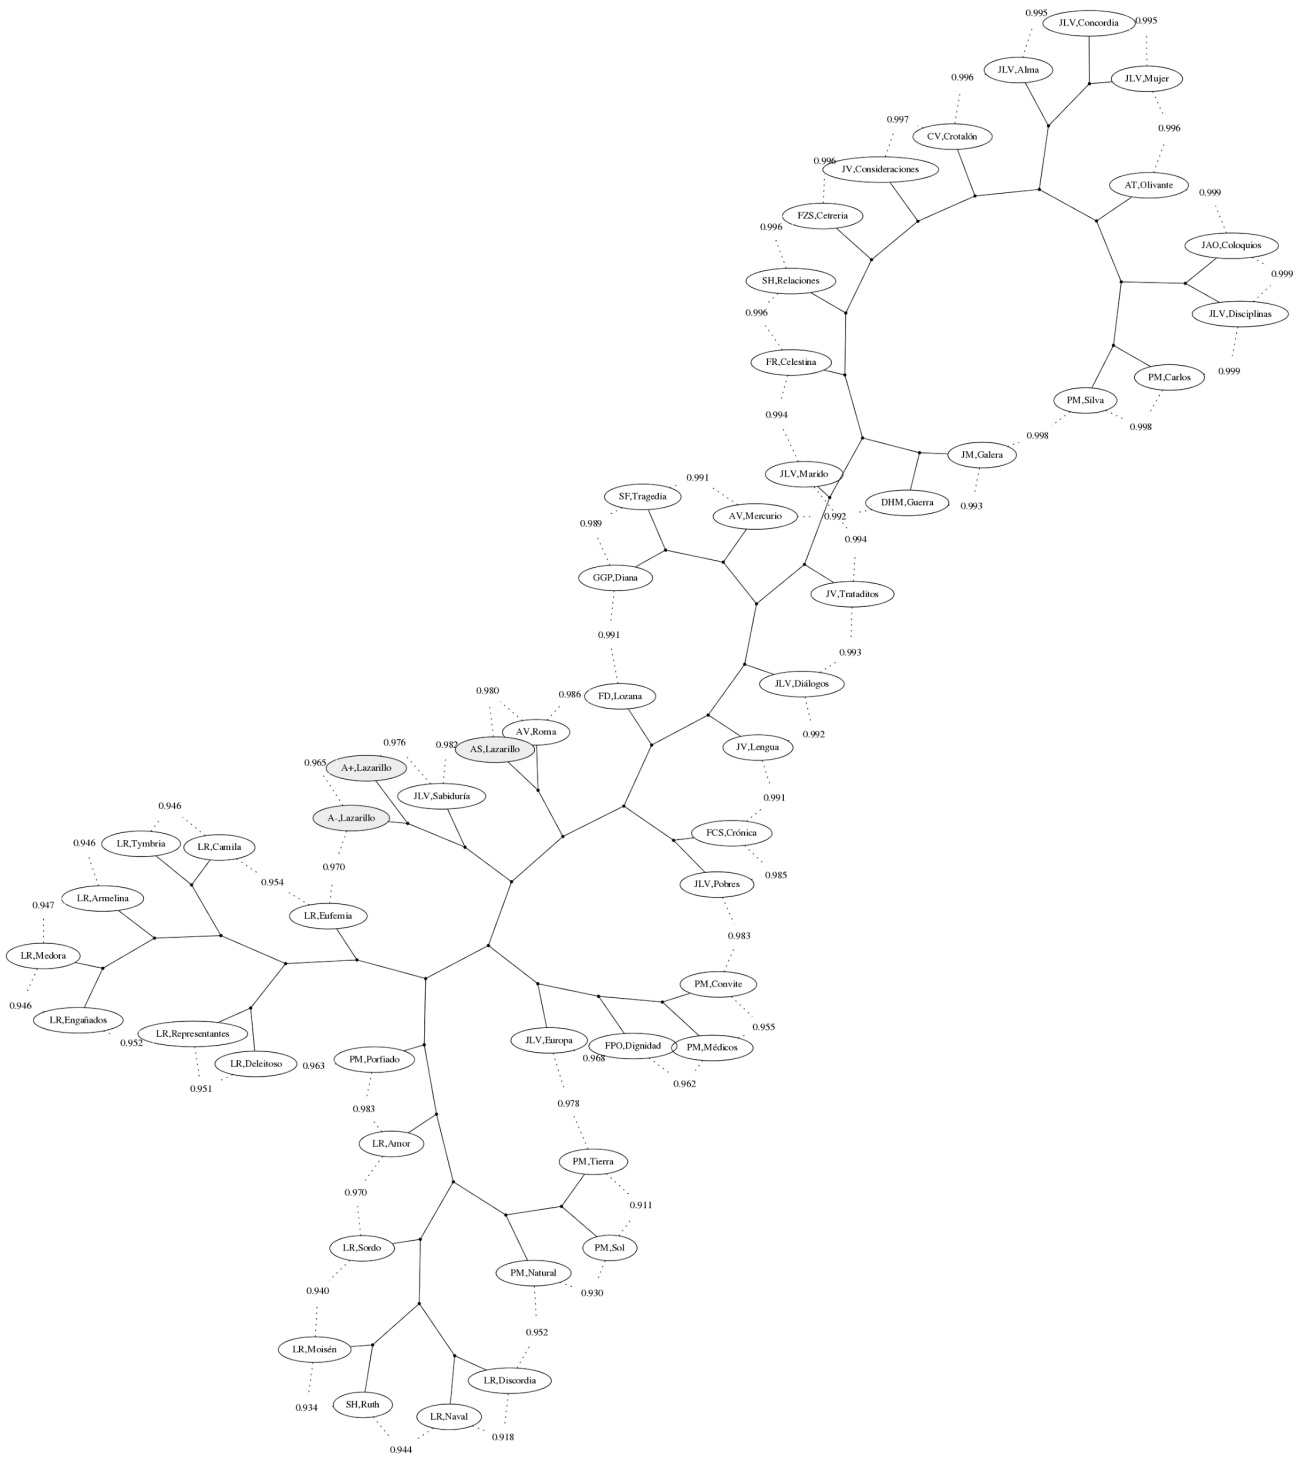 0.995
JLV,Concordia
0.995
JLV,Alma
JLV,Mujer
0.996
0.997
CV,Crotalón
0.996
0.996
JV,Consideraciones
AT,Olivante
0.999
FZS,Cetreria
0.996
JAO,Coloquios
0.999
SH,Relaciones
0.996
JLV,Disciplinas
FR,Celestina
0.999
PM,Carlos
PM,Silva
0.994
0.998
0.998
JM,Galera
JLV,Marido
0.991
SF,Tragedia
DHM,Guerra
0.993
AV,Mercurio
0.992
0.989
0.994
GGP,Diana
JV,Trataditos
0.991
0.993
JLV,Diálogos
0.980
0.986
FD,Lozana
AV,Roma
0.992
0.976
0.982
AS,Lazarillo
JV,Lengua
0.965
A+,Lazarillo
JLV,Sabiduría
0.991
0.946
A-,Lazarillo
FCS,Crónica
0.946
LR,Tymbria
LR,Camila
0.970
0.985
0.954
JLV,Pobres
LR,Armelina
0.947
LR,Eufemia
0.983
LR,Medora
PM,Convite
0.946
LR,Engañados
0.955
LR,Representantes
0.952
JLV,Europa
FPO,Dignidad
PM,Médicos
PM,Porfiado
0.968
LR,Deleitoso
0.963
0.951
0.962
0.983
0.978
LR,Amor
PM,Tierra
0.970
0.911
LR,Sordo
PM,Sol
PM,Natural
0.940
0.930
0.952
LR,Moisén
LR,Discordia
0.934
SH,Ruth
LR,Naval
0.918
0.944